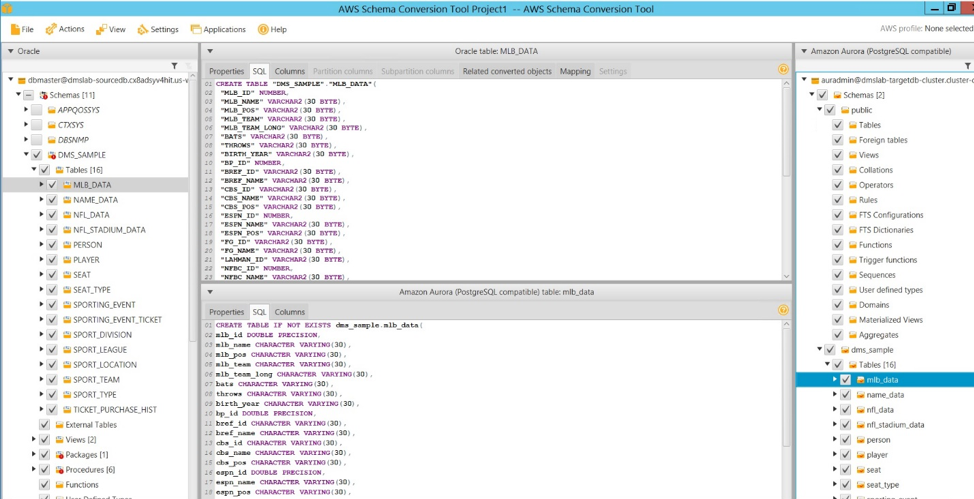 AWS Schema Conversion Tool Project1 -- AWS Schema Conversion Tool
File Actions View Settings Applications Help
AWS profile: None selected
Oracle
dbmaster@dmslab-sourcedb.cx8adsyv4hit.us-w
Schemas [11]
APPQOSSYS
CTXSYS
DBSNMP
DMS_SAMPLE
Tables [16]
MLB_DATA
NAME_DATA
NFL_DATA
NFL_STADIUM_DATA
PERSON
PLAYER
SEAT
SEAT_TYPE
SPORTING_EVENT
SPORTING_EVENT_TICKET
SPORT_DIVISION
SPORT_LEAGUE
SPORT_LOCATION
SPORT_TEAM
SPORT_TYPE
TICKET_PURCHASE_HIST
External Tables
Views [2]
Packages [1]
Procedures [6]
Functions
User Defined Types
Oracle table: MLB_DATA
Properties SQL Columns Partition columns Subpartition columns Related converted objects Mapping Settings
01 CREATE TABLE "DMS_SAMPLE"."MLB_DATA"(
02 "MLB_ID" NUMBER,
03 "MLB_NAME" VARCHAR2(30 BYTE),
04 "MLB_POS" VARCHAR2(30 BYTE),
05 "MLB_TEAM" VARCHAR2(30 BYTE),
06 "MLB_TEAM_LONG" VARCHAR2(30 BYTE),
07 "BATS" VARCHAR2(30 BYTE),
08 "THROWS" VARCHAR2(30 BYTE),
09 "BIRTH_YEAR" VARCHAR2(30 BYTE),
10 "BP_ID" NUMBER,
11 "BREF_ID" VARCHAR2(30 BYTE),
12 "BREF_NAME" VARCHAR2(30 BYTE),
13 "CBS_ID" VARCHAR2(30 BYTE),
14 "CBS_NAME" VARCHAR2(30 BYTE),
15 "CBS_POS" VARCHAR2(30 BYTE),
16 "ESPN_ID" NUMBER,
17 "ESPN_NAME" VARCHAR2(30 BYTE),
18 "ESPN_POS" VARCHAR2(30 BYTE),
19 "FG_ID" VARCHAR2(30 BYTE),
20 "FG_NAME" VARCHAR2(30 BYTE),
21 "LAHMAN_ID" VARCHAR2(30 BYTE),
22 "NFBC_ID" NUMBER,
23 "NFBC_NAME" VARCHAR2(30 BYTE),
Amazon Aurora (PostgreSQL compatible) table: mlb_data
Properties SQL Columns
01 CREATE TABLE IF NOT EXISTS dms_sample.mlb_data(
02 mlb_id DOUBLE PRECISION,
03 mlb_name CHARACTER VARYING(30),
04 mlb_pos CHARACTER VARYING(30),
05 mlb_team CHARACTER VARYING(30),
06 mlb_team_long CHARACTER VARYING(30),
07 bats CHARACTER VARYING(30),
08 throws CHARACTER VARYING(30),
09 birth_year CHARACTER VARYING(30),
10 bp_id DOUBLE PRECISION,
11 bref_id CHARACTER VARYING(30),
12 bref_name CHARACTER VARYING(30),
13 cbs_id CHARACTER VARYING(30),
14 cbs_name CHARACTER VARYING(30),
15 cbs_pos CHARACTER VARYING(30),
16 espn_id DOUBLE PRECISION,
17 espn_name CHARACTER VARYING(30),
18 espn_pos CHARACTER VARYING(30),
Amazon Aurora (PostgreSQL compatible)
auradmin@dmslab-targetdb-cluster.cluster-c
Schemas [2]
public
Tables
Foreign tables
Views
Collations
Operators
Rules
FTS Configurations
FTS Dictionaries
Functions
Trigger functions
Sequences
User defined types
Domains
Materialized Views
Aggregates
dms_sample
Tables [16]
mlb_data
name_data
nfl_data
nfl_stadium_data
person
player
seat
seat_type
sporting_event